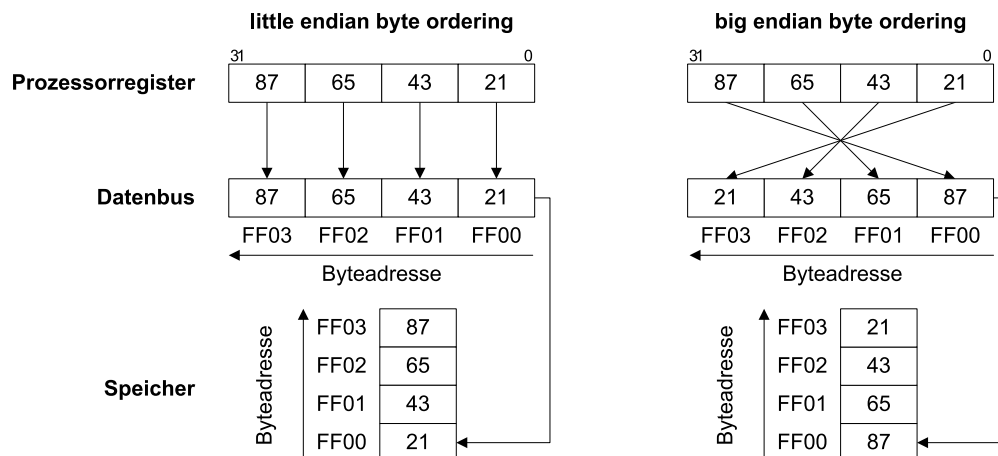 little endian byte ordering
big endian byte ordering
31 0
31 0
Prozessorregister
87 65 43 21
87 65 43 21
Datenbus
87 65 43 21
21 43 65 87
FF03 FF02 FF01 FF00
FF03 FF02 FF01 FF00
Byteadresse
Byteadresse
Speicher
Byteadresse
FF03 87
FF02 65
FF01 43
FF00 21
Byteadresse
FF03 21
FF02 43
FF01 65
FF00 87